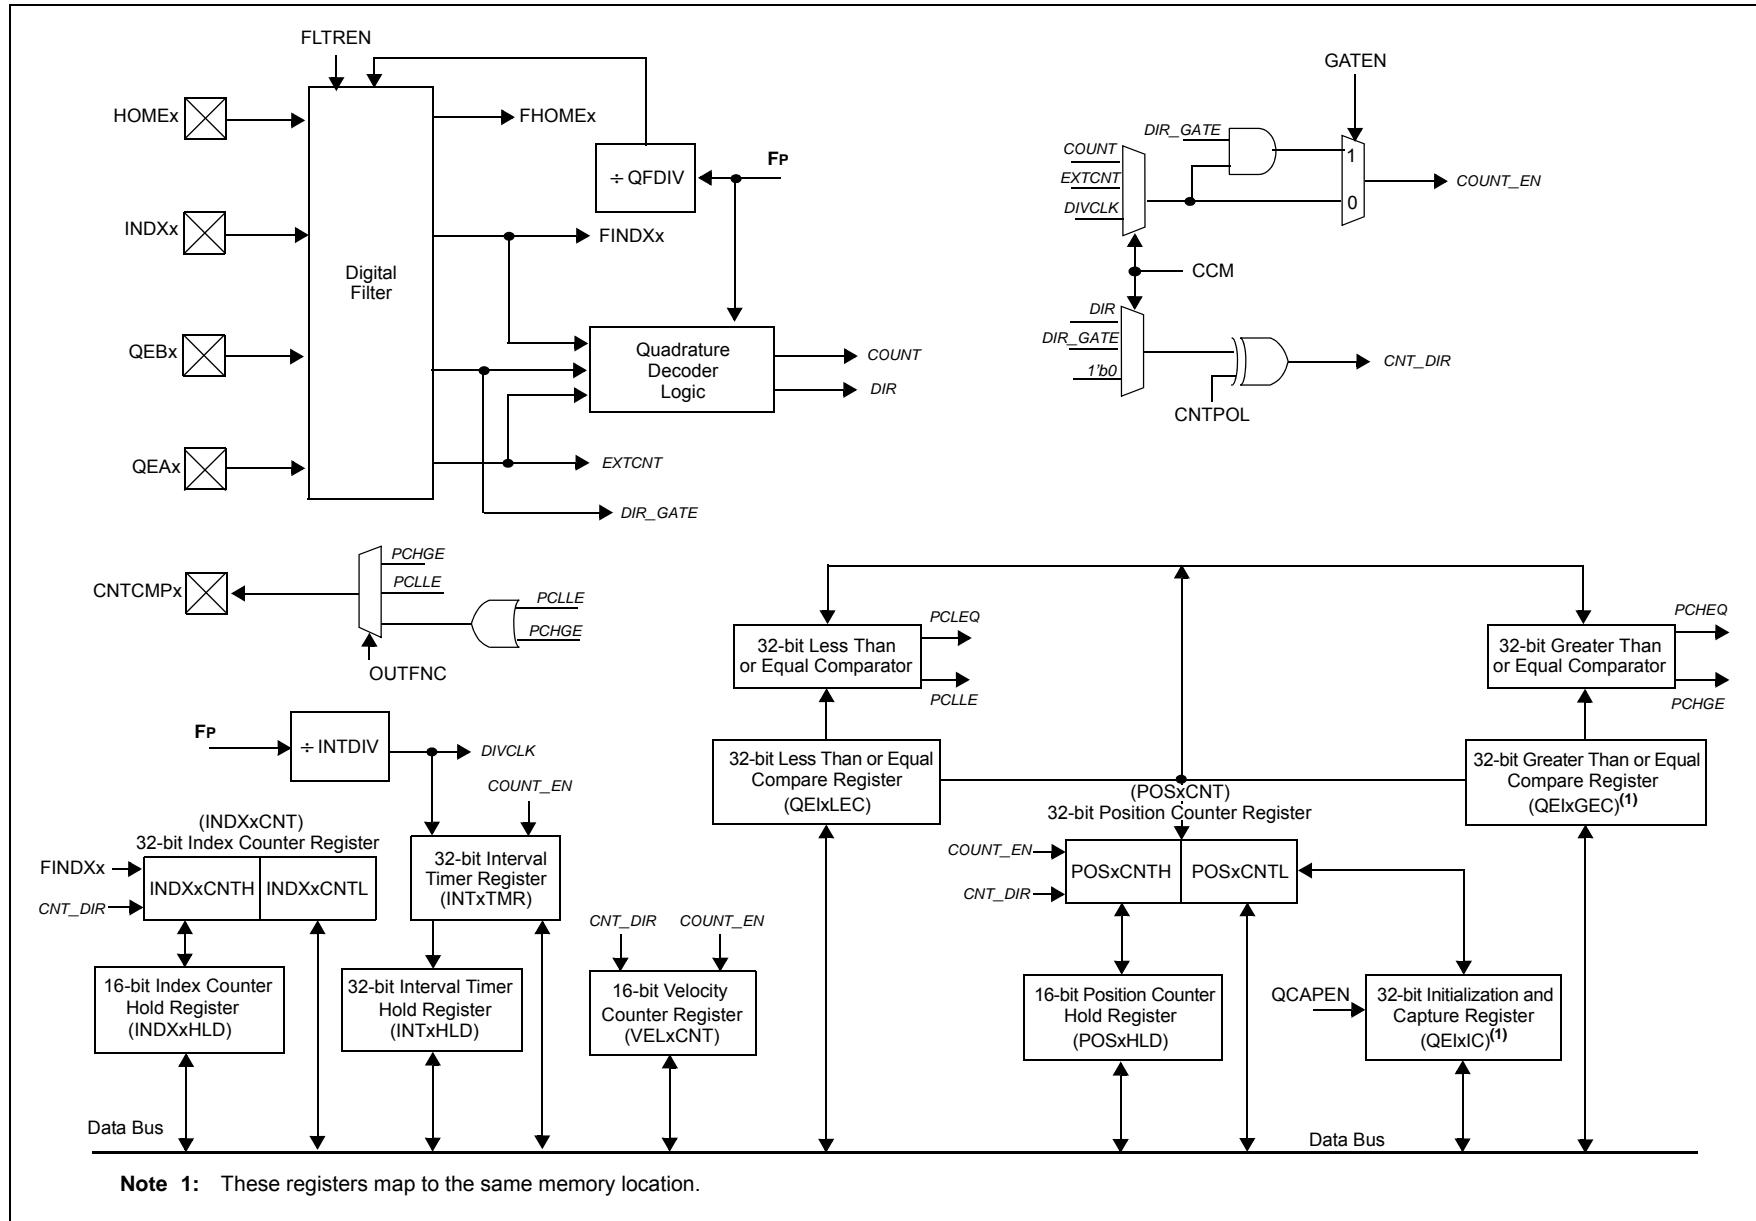 FLTREN
HOMEx
FHOMEx
÷ QFDIV
FP
INDXx
FINDXx
Digital
Filter
QEBx
Quadrature
Decoder
Logic
COUNT
DIR
QEAx
EXTCNT
DIR_GATE
GATEN
DIR_GATE
COUNT
EXTCNT
DIVCLK
1
0
COUNT_EN
CCM
DIR
DIR_GATE
1'b0
CNT_DIR
CNTPOL
CNTCMPx
PCHGE
PCLLE
PCLLE
PCHGE
OUTFNC
32-bit Less Than
or Equal Comparator
PCLEQ
PCLLE
32-bit Greater Than
or Equal Comparator
PCHEQ
PCHGE
FP
÷ INTDIV
DIVCLK
COUNT_EN
32-bit Less Than or Equal
Compare Register
(QEIxLEC)
(POSxCNT)
32-bit Position Counter Register
32-bit Greater Than or Equal
Compare Register
(QEIxGEC)(1)
(INDXxCNT)
32-bit Index Counter Register
FINDXx
CNT_DIR
INDXxCNTH
INDXxCNTL
32-bit Interval
Timer Register
(INTxTMR)
COUNT_EN
CNT_DIR
POSxCNTH
POSxCNTL
CNT_DIR
COUNT_EN
16-bit Index Counter
Hold Register
(INDXxHLD)
32-bit Interval Timer
Hold Register
(INTxHLD)
16-bit Velocity
Counter Register
(VELxCNT)
16-bit Position Counter
Hold Register
(POSxHLD)
QCAPEN
32-bit Initialization and
Capture Register
(QEIxIC)(1)
Data Bus
Data Bus
Note 1: These registers map to the same memory location.